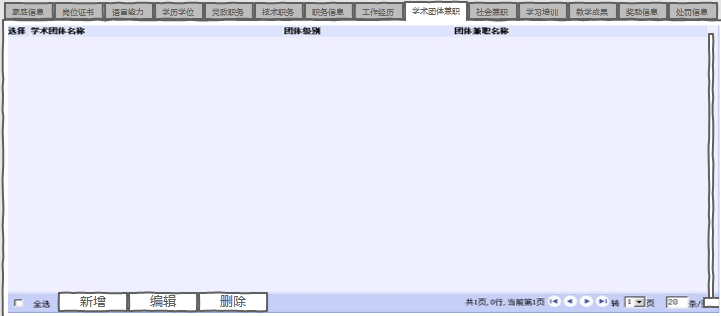 家庭信息 岗位证书 语言能力 学历学位 党政职务 技术职务 职务信息 工作经历 学术团体兼职 社会兼职 学习培训 教学成果 奖励信息 处罚信息
选择 学术团体名称 团体级别 团体兼职名称
全选 新增 编辑 删除 共1页, 0行, 当前第1页 转 1 页 20 条/